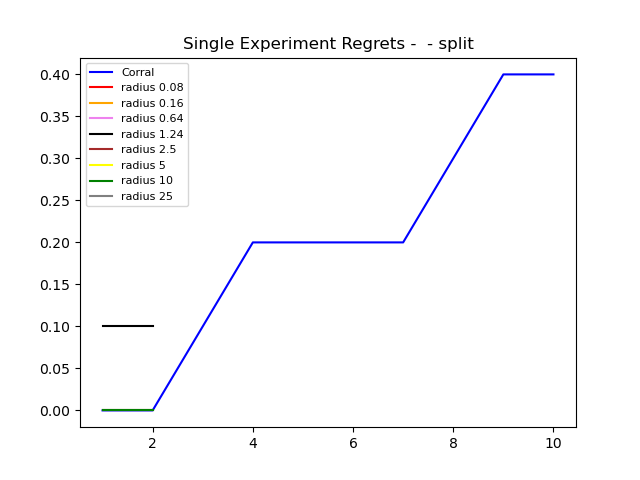 Single Experiment Regrets -  - split
Corral
radius 0.08
radius 0.16
radius 0.64
radius 1.24
radius 2.5
radius 5
radius 10
radius 25
0.40
0.35
0.30
0.25
0.20
0.15
0.10
0.05
0.00
2 4 6 8 10